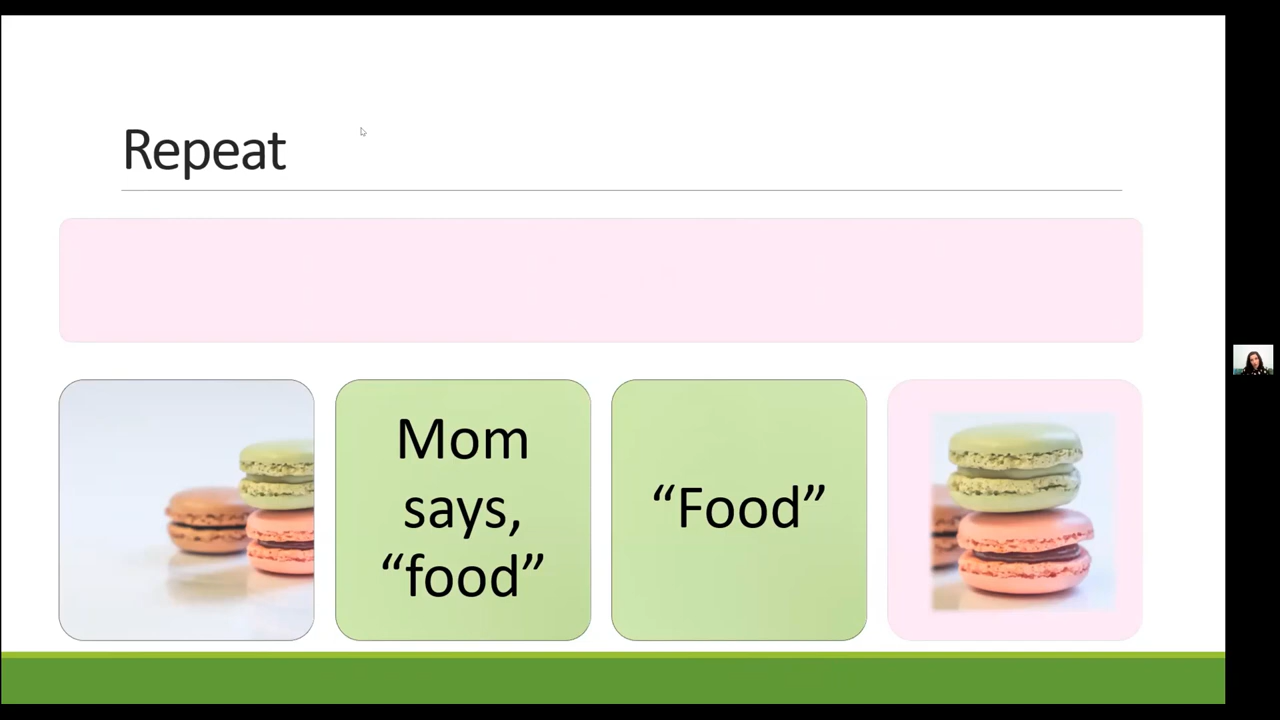 Repeat
Mom
says,
“food”
“Food”